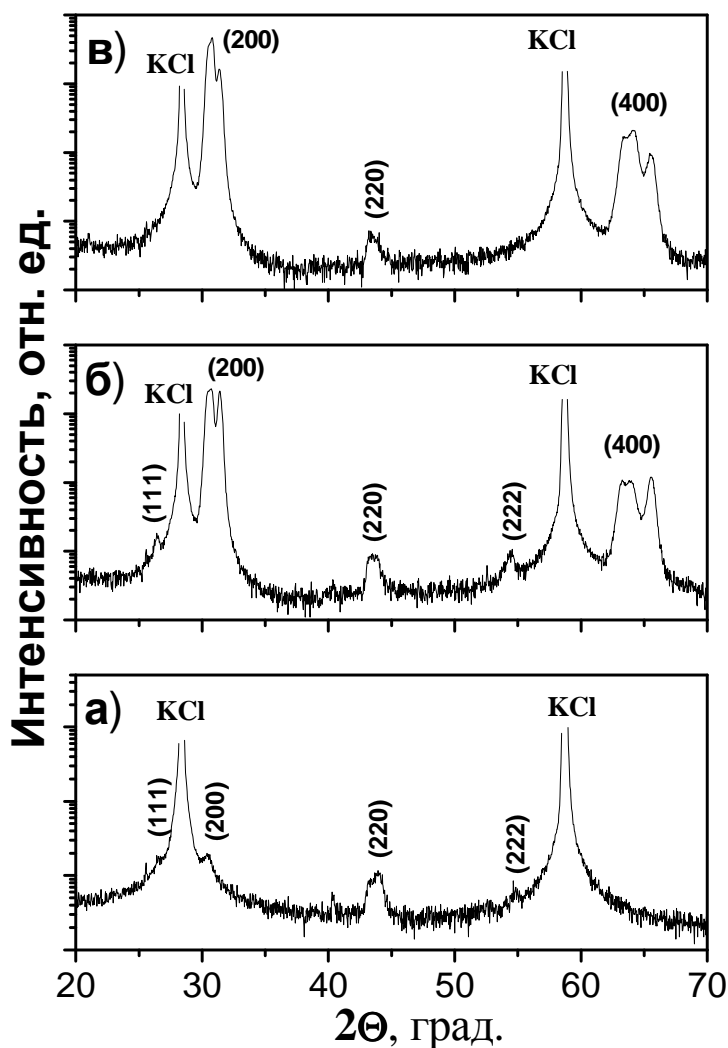 Интенсивность, отн. ед.
в)
KCl
(200)
(220)
KCl
(400)
б)
(111)
KCl
(200)
(220)
(222)
KCl
(400)
а)
(111)
KCl
(200)
(220)
(222)
KCl
20 30 40 50 60 70
2Θ, град.